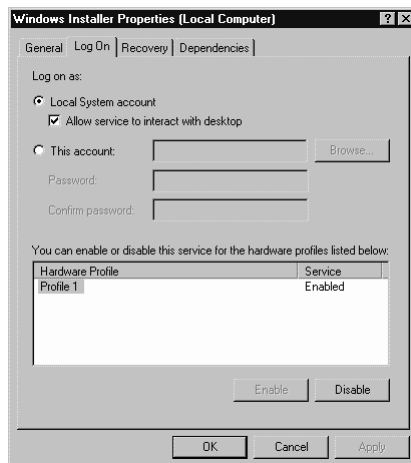 Windows Installer Properties (Local Computer)
General Log On Recovery Dependencies
Log on as:
Local System account
Allow service to interact with desktop
This account:
Browse...
Password:
Confirm password:
You can enable or disable this service for the hardware profiles listed below:
Hardware Profile Service
Profile 1 Enabled
Enable Disable
OK Cancel Apply